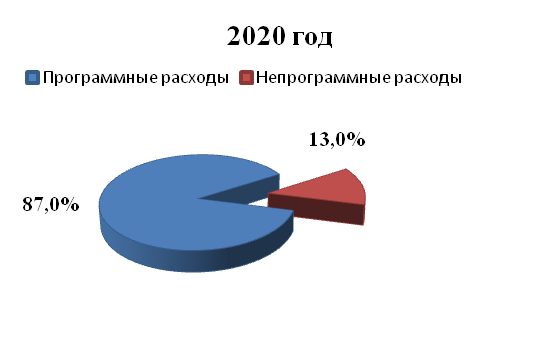 2020 год
Программные расходы Непрограммные расходы
13,0%
87,0%